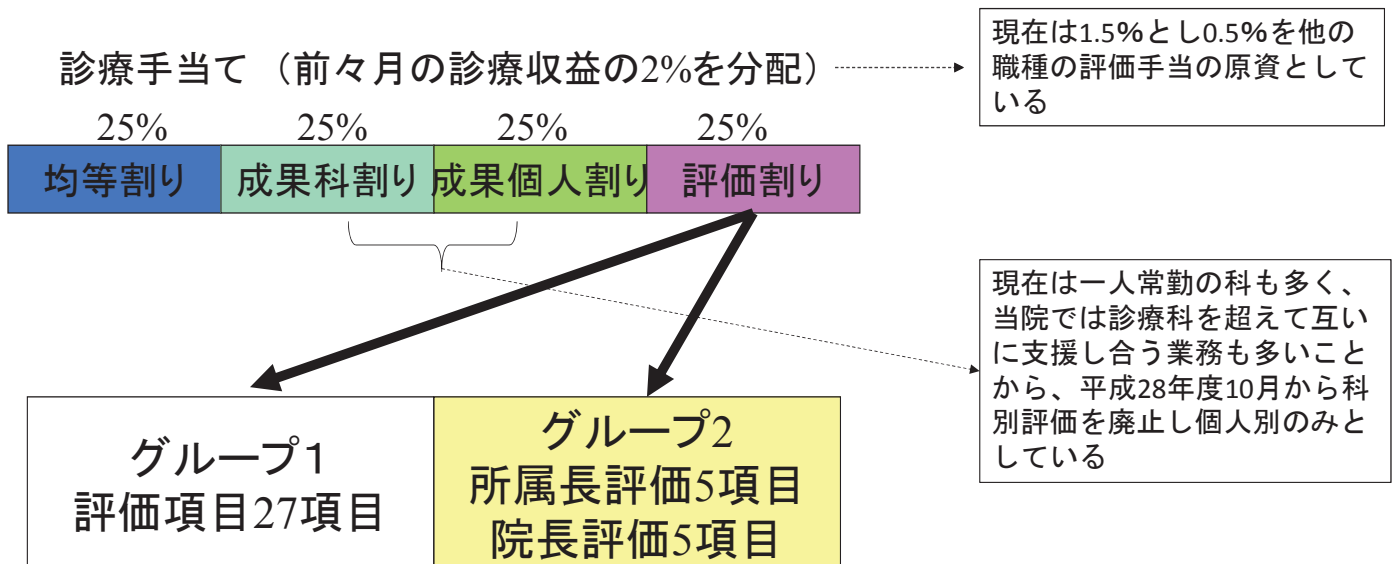 診療手当て（前々月の診療収益の2%を分配）
現在は1.5%とし0.5%を他の
職種の評価手当の原資として
いる
25%
25%
25%
25%
均等割り
成果科割り
成果個人割り
評価割り
現在は一人常勤の科も多く、
当院では診療科を超えて互い
に支援し合う業務も多いこと
から、平成28年度10月から科
別評価を廃止し個人別のみと
している
グループ1
評価項目27項目
グループ2
所属長評価5項目
院長評価5項目